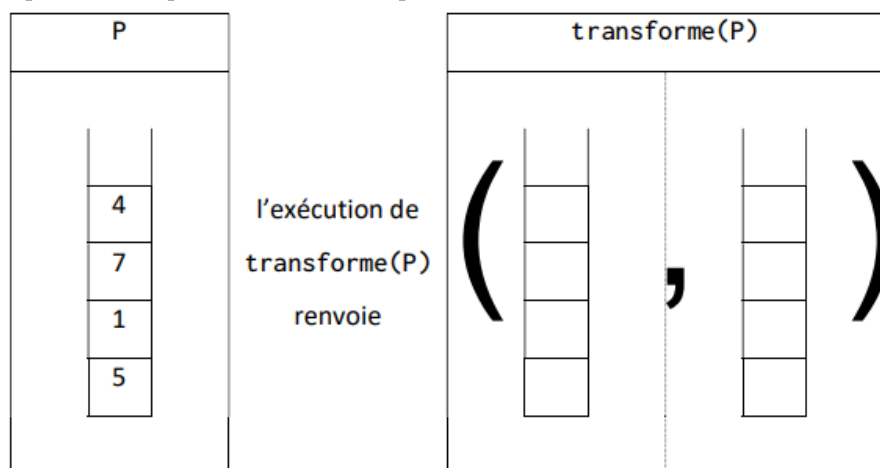 P
transforme(P)
4
7
1
5
l’exécution de
transforme(P)
renvoie
( , )